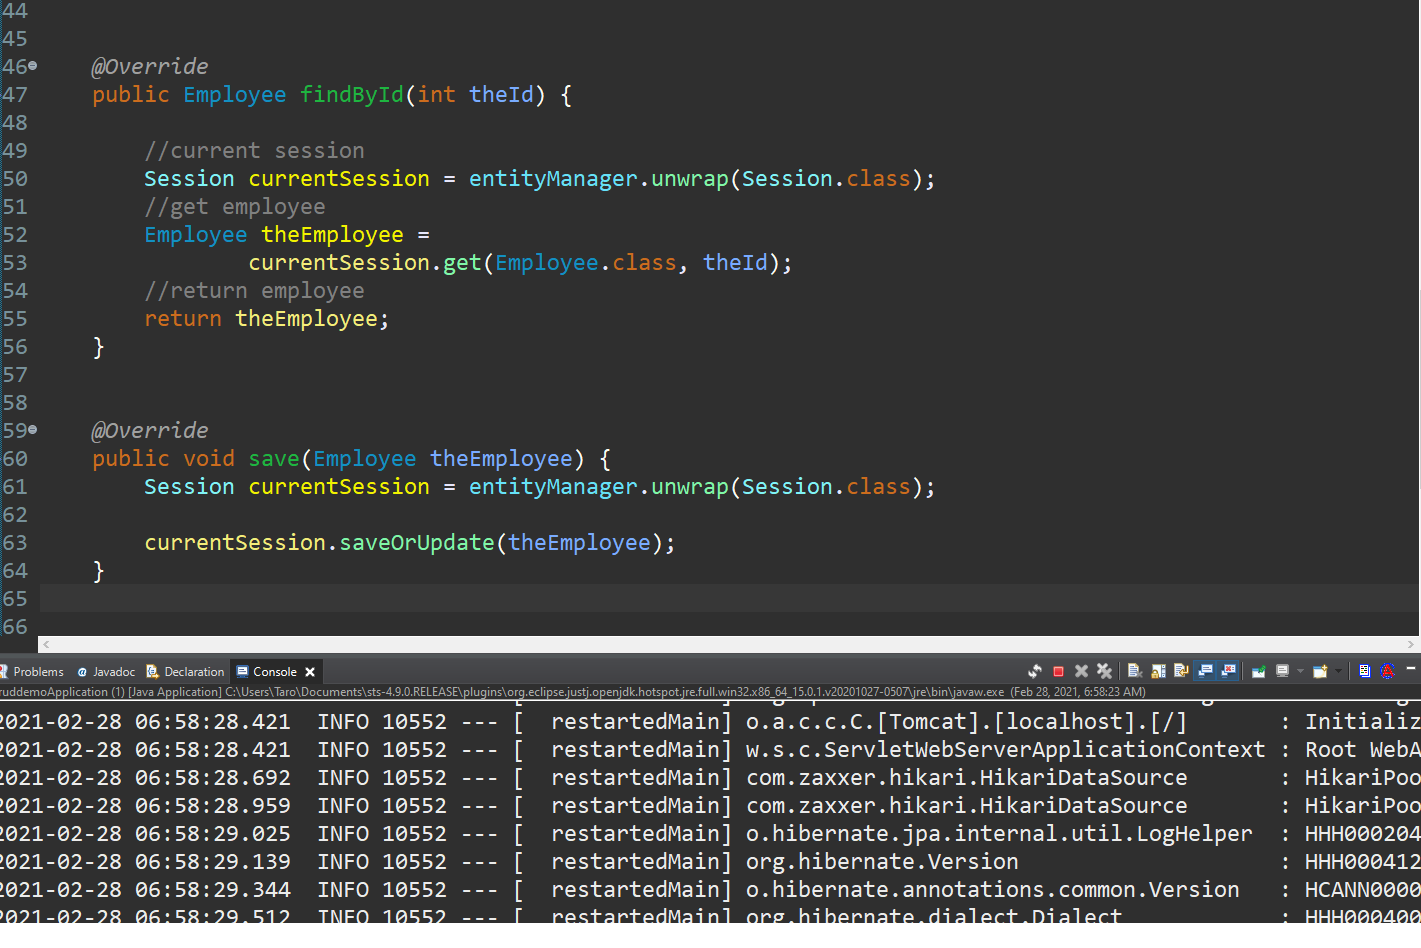 44
45
46 @Override
47 public Employee findById(int theId) {
48
49 //current session
50 Session currentSession = entityManager.unwrap(Session.class);
51 //get employee
52 Employee theEmployee =
53 currentSession.get(Employee.class, theId);
54 //return employee
55 return theEmployee;
56 }
57
58
59 @Override
60 public void save(Employee theEmployee) {
61 Session currentSession = entityManager.unwrap(Session.class);
62
63 currentSession.saveOrUpdate(theEmployee);
64 }
65
66
Problems @ Javadoc Declaration Console
ruddemoApplication (1) [Java Application] C:\Users\Taro\Documents\sts-4.9.0.RELEASE\plugins\org.eclipse.justj.openjdk.hotspot.jre.full.win32.x86_64_15.0.1.v20201027-0507\jre\bin\javaw.exe (Feb 28, 2021, 6:58:23 AM)
2021-02-28 06:58:28.421 INFO 10552 --- [ restartedMain] o.a.c.c.C.[Tomcat].[localhost].[/] : Initializ
2021-02-28 06:58:28.421 INFO 10552 --- [ restartedMain] w.s.c.ServletWebServerApplicationContext : Root WebA
2021-02-28 06:58:28.692 INFO 10552 --- [ restartedMain] com.zaxxer.hikari.HikariDataSource : HikariPoo
2021-02-28 06:58:28.959 INFO 10552 --- [ restartedMain] com.zaxxer.hikari.HikariDataSource : HikariPoo
2021-02-28 06:58:29.025 INFO 10552 --- [ restartedMain] o.hibernate.jpa.internal.util.LogHelper : HHH000204
2021-02-28 06:58:29.139 INFO 10552 --- [ restartedMain] org.hibernate.Version : HHH000412
2021-02-28 06:58:29.344 INFO 10552 --- [ restartedMain] o.hibernate.annotations.common.Version : HCANN0000
2021-02-28 06:58:29.512 INFO 10552 --- [ restartedMain] org.hibernate.dialect.Dialect : HHH000400